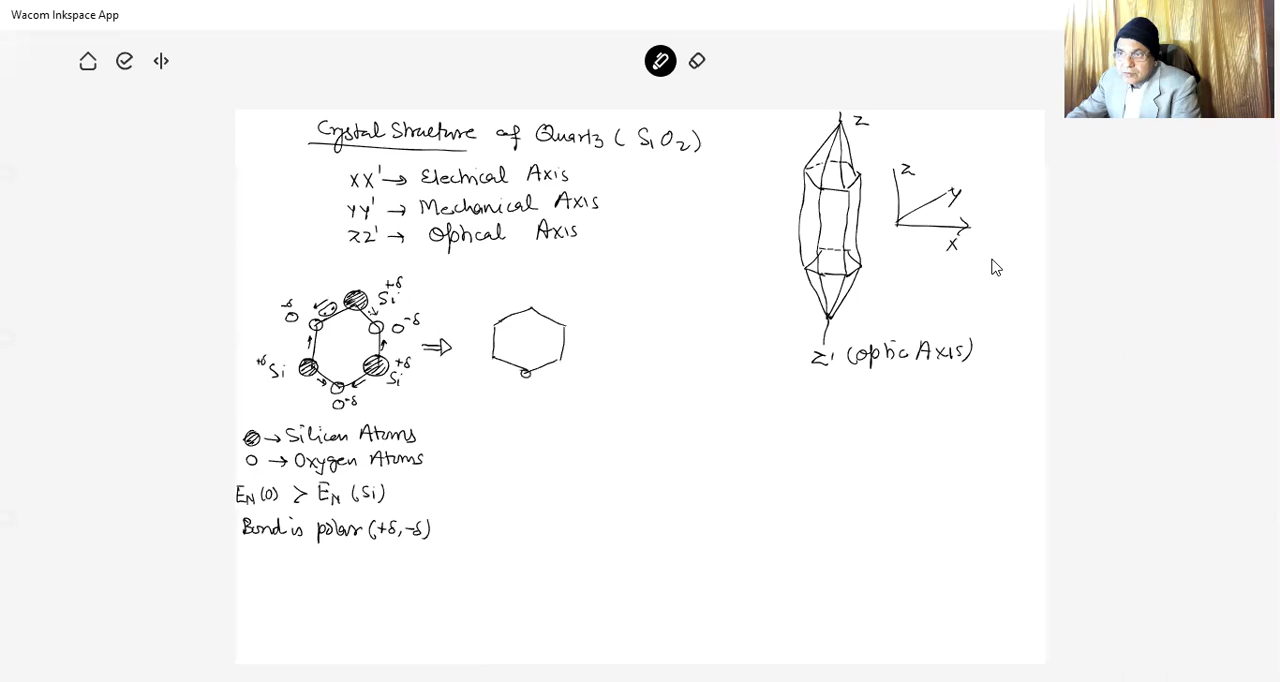 Wacom Inkspace App
Crystal Structure of Quartz (SiO2)
XX' → Electrical Axis
YY' → Mechanical Axis
ZZ' → Optical Axis
Z
Z
Y
X
Z' (Optic Axis)
+δ
Si
-δ
O
O-δ
+δ
Si
+δ
Si
O-δ
⇒
→ Silicon Atoms
O → Oxygen Atoms
EN(O) > EN(Si)
Bond is polar (+δ, -δ)